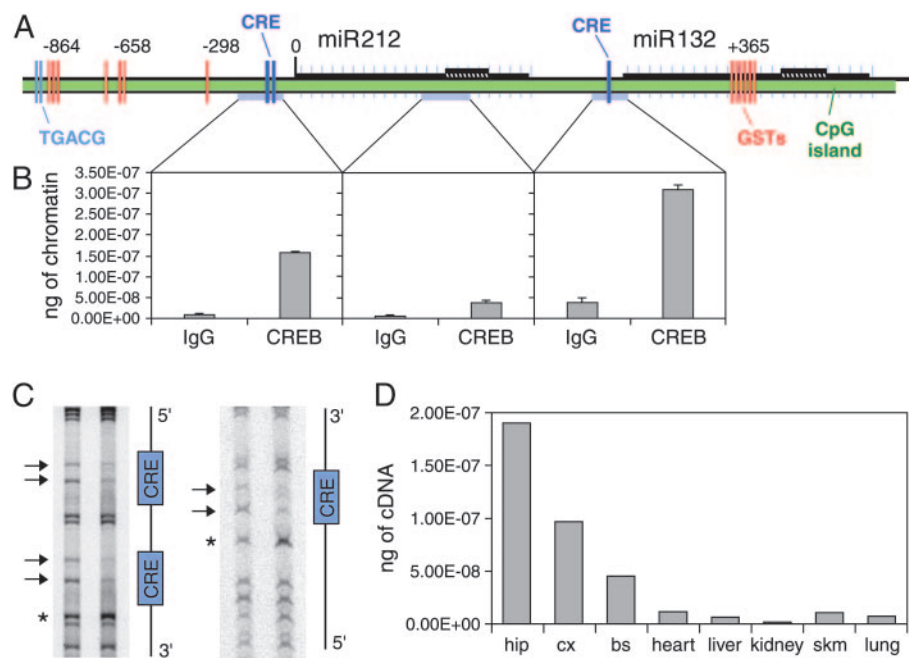 A
-864
-658
-298
CRE
0
miR212
CRE
miR132
+365
TGACG
GSTs
CpG
island
B
ng of chromatin
3.50E-07
3.00E-07
2.50E-07
2.00E-07
1.50E-07
1.00E-07
5.00E-08
0.00E+00
IgG
CREB
IgG
CREB
IgG
CREB
C
5'
CRE
CRE
*
3'
3'
CRE
*
5'
D
ng of cDNA
2.00E-07
1.50E-07
1.00E-07
5.00E-08
0.00E+00
hip
cx
bs
heart
liver
kidney
skm
lung